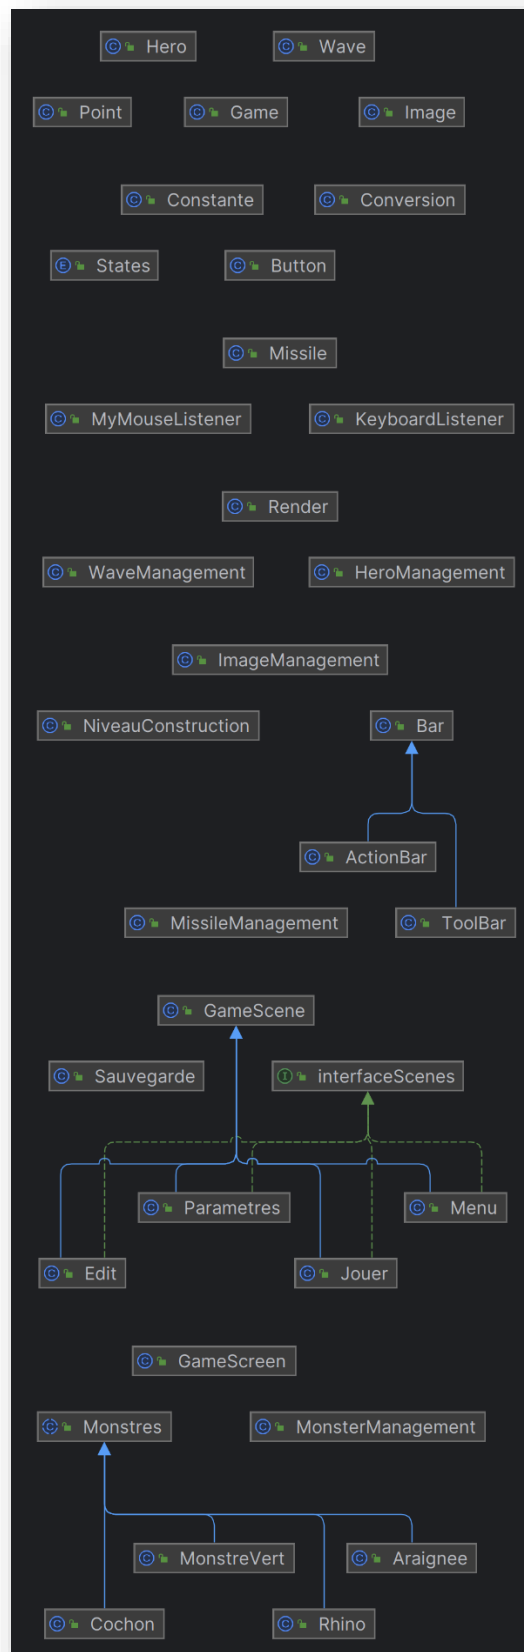 Hero Wave
Point Game Image
Constante Conversion
States Button
Missile
MyMouseListener KeyboardListener
Render
WaveManagement HeroManagement
ImageManagement
NiveauConstruction Bar
ActionBar
MissileManagement ToolBar
GameScene
Sauvegarde interfaceScenes
Parametres Menu
Edit Jouer
GameScreen
Monstres MonsterManagement
MonstreVert Araignee
Cochon Rhino